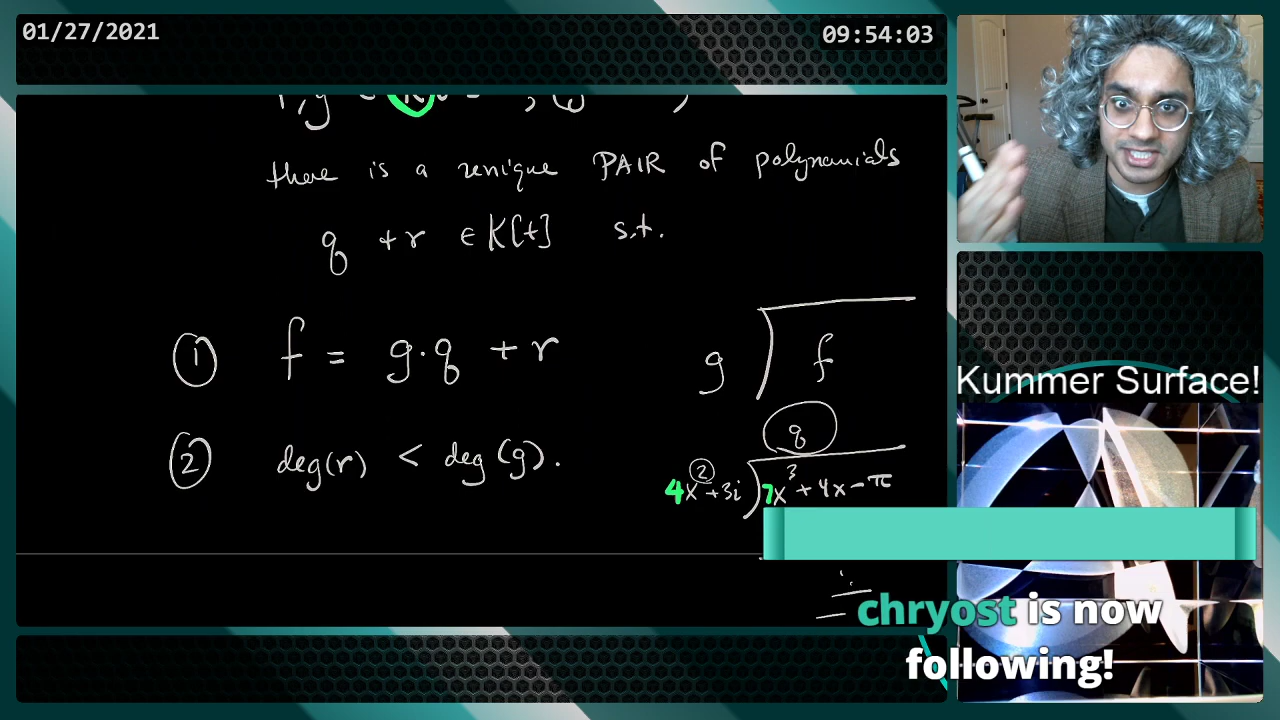 01/27/2021
09:54:03
there is a unique PAIR of polynomials
q + r ∈ K[t] s.t.
① f = g·q + r
g f
② deg(r) < deg(g).
q
4x²+3i 7x³+4x-π
Kummer Surface!
chryost is now
following!